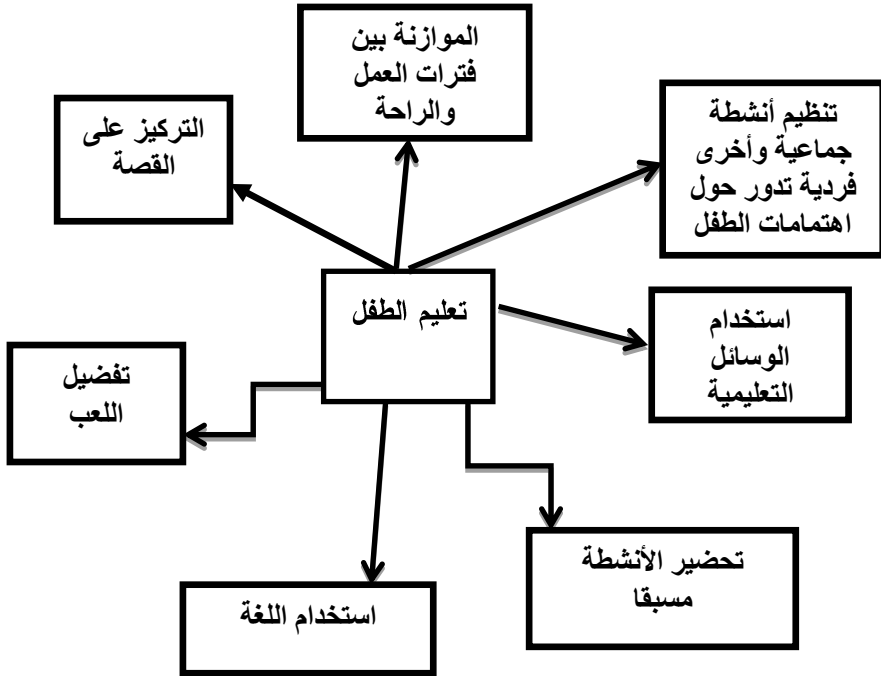 الموازنة بين
فترات العمل
والراحة
تنظيم أنشطة
جماعية وأخرى
فردية تدور حول
اهتمامات الطفل
التركيز على
القصة
تعليم الطفل
استخدام
الوسائل
التعليمية
تفضيل
اللعب
تحضير الأنشطة
مسبقا
استخدام اللغة